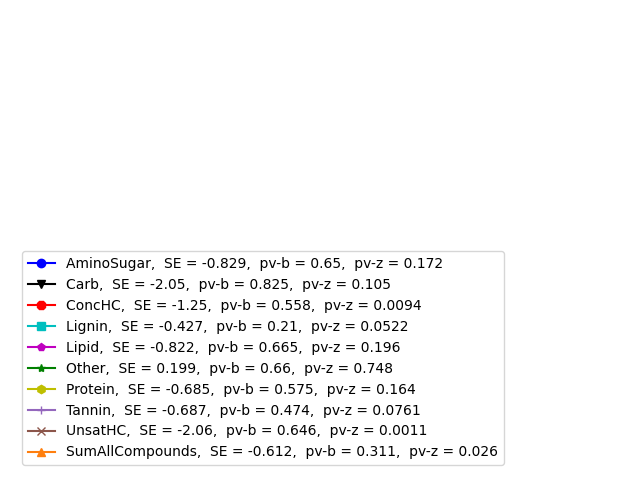 AminoSugar,  SE = -0.829,  pv-b = 0.65,  pv-z = 0.172
Carb,  SE = -2.05,  pv-b = 0.825,  pv-z = 0.105
ConcHC,  SE = -1.25,  pv-b = 0.558,  pv-z = 0.0094
Lignin,  SE = -0.427,  pv-b = 0.21,  pv-z = 0.0522
Lipid,  SE = -0.822,  pv-b = 0.665,  pv-z = 0.196
Other,  SE = 0.199,  pv-b = 0.66,  pv-z = 0.748
Protein,  SE = -0.685,  pv-b = 0.575,  pv-z = 0.164
Tannin,  SE = -0.687,  pv-b = 0.474,  pv-z = 0.0761
UnsatHC,  SE = -2.06,  pv-b = 0.646,  pv-z = 0.0011
SumAllCompounds,  SE = -0.612,  pv-b = 0.311,  pv-z = 0.026